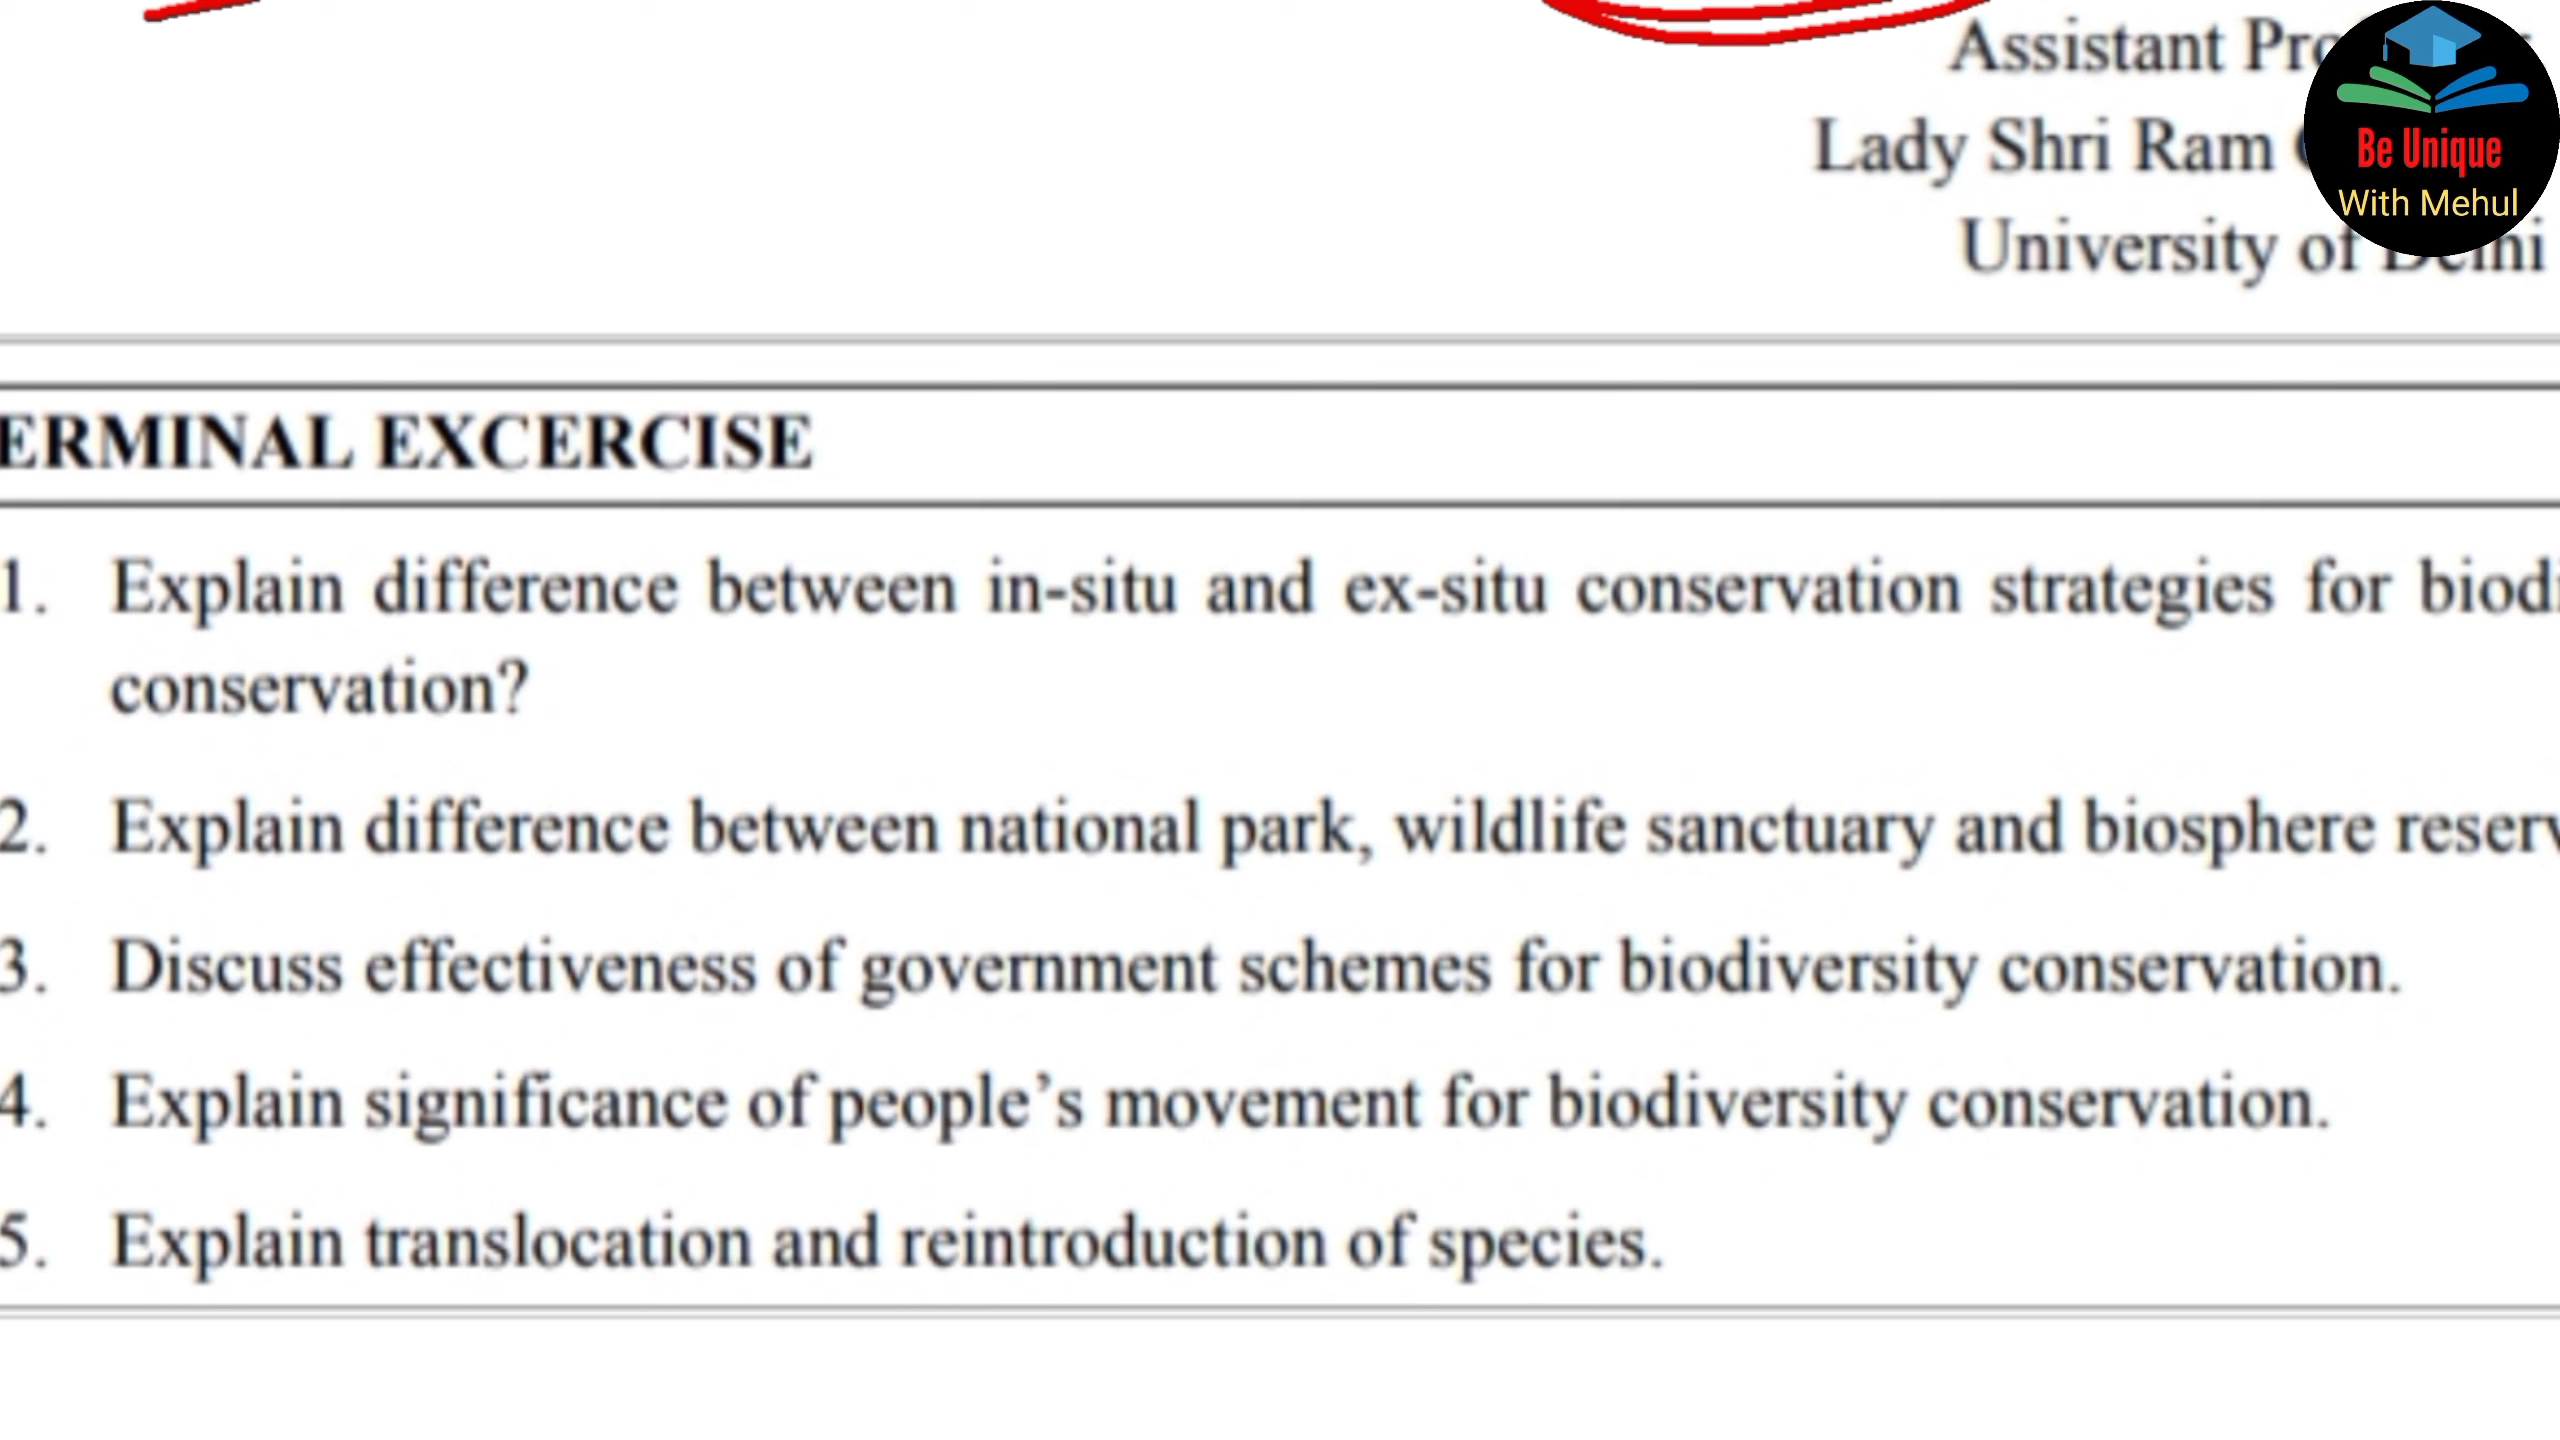 Assistant
Lady Shri Ram
University of Delhi
Be Unique
With Mehul
ERMINAL EXCERCISE
1. Explain difference between in-situ and ex-situ conservation strategies for biodi
conservation?
2. Explain difference between national park, wildlife sanctuary and biosphere reserv
3. Discuss effectiveness of government schemes for biodiversity conservation.
4. Explain significance of people’s movement for biodiversity conservation.
5. Explain translocation and reintroduction of species.